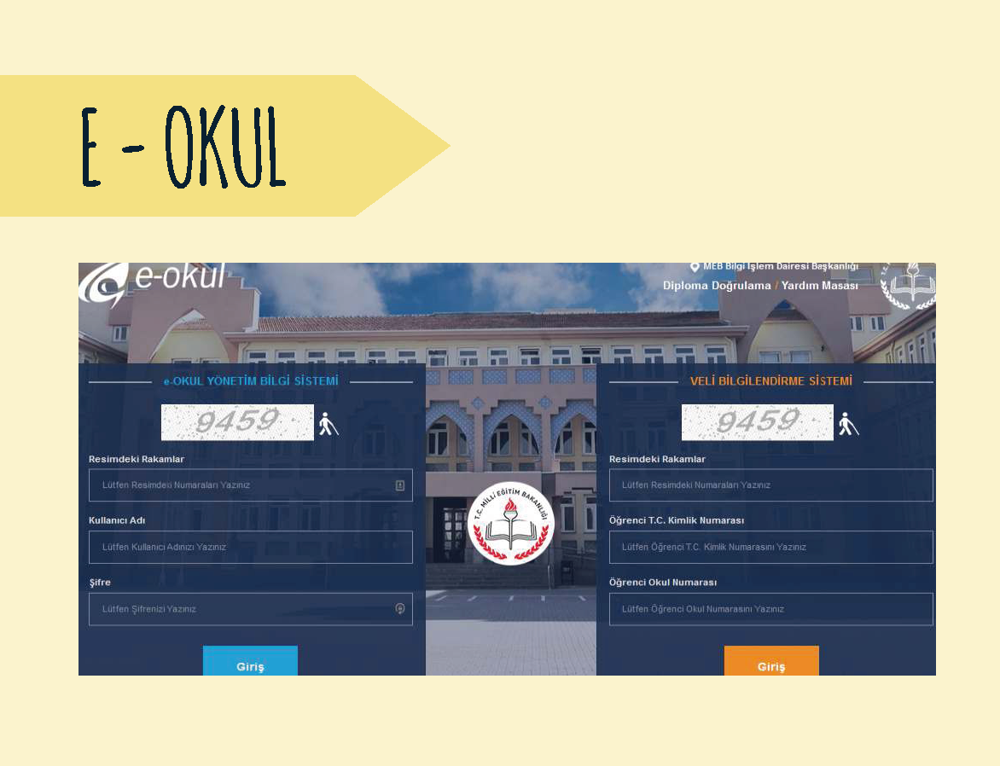 E - OKUL
e-okul
MEB Bilgi İşlem Dairesi Başkanlığı
Diploma Doğrulama / Yardım Masası
e-OKUL YÖNETİM BİLGİ SİSTEMİ
9459
Resimdeki Rakamlar
Lütfen Resimdeki Numaraları Yazınız
Kullanıcı Adı
Lütfen Kullanıcı Adınızı Yazınız
Şifre
Lütfen Şifrenizi Yazınız
Giriş
T.C. MİLLİ EĞİTİM BAKANLIĞI
VELİ BİLGİLENDİRME SİSTEMİ
9459
Resimdeki Rakamlar
Lütfen Resimdeki Numaraları Yazınız
Öğrenci T.C. Kimlik Numarası
Lütfen Öğrenci T.C. Kimlik Numarasını Yazınız
Öğrenci Okul Numarası
Lütfen Öğrenci Okul Numarasını Yazınız
Giriş